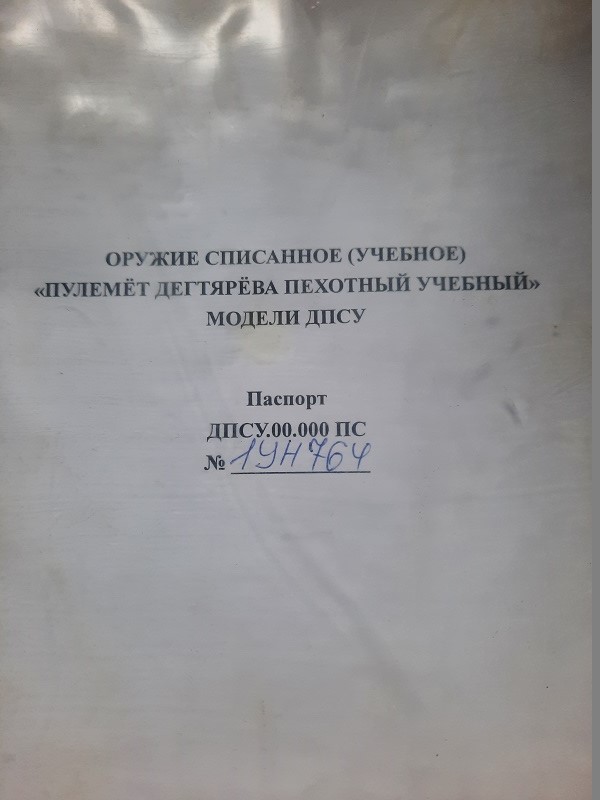 ОРУЖИЕ СПИСАННОЕ (УЧЕБНОЕ)
«ПУЛЕМЁТ ДЕГТЯРЁВА ПЕХОТНЫЙ УЧЕБНЫЙ»
МОДЕЛИ ДПСУ
Паспорт
ДПСУ.00.000 ПС
№ 1УН764